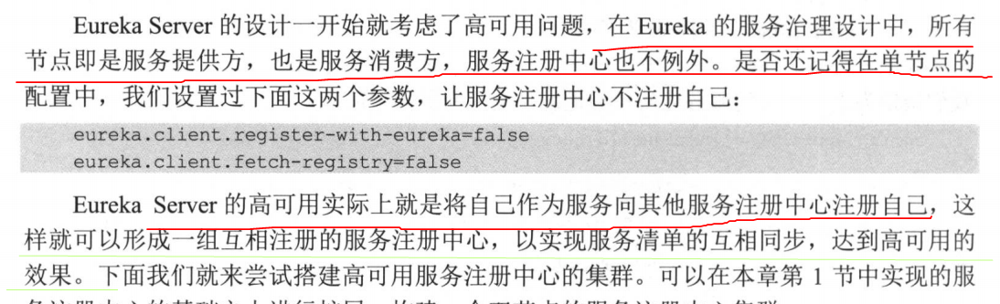 Eureka Server 的设计一开始就考虑了高可用问题，在 Eureka 的服务治理设计中，所有
节点即是服务提供方，也是服务消费方，服务注册中心也不例外。是否还记得在单节点的
配置中，我们设置过下面这两个参数，让服务注册中心不注册自己：
eureka.client.register-with-eureka=false
eureka.client.fetch-registry=false
Eureka Server 的高可用实际上就是将自己作为服务向其他服务注册中心注册自己，这
样就可以形成一组互相注册的服务注册中心，以实现服务清单的互相同步，达到高可用的
效果。下面我们就来尝试搭建高可用服务注册中心的集群。可以在本章第 1 节中实现的服